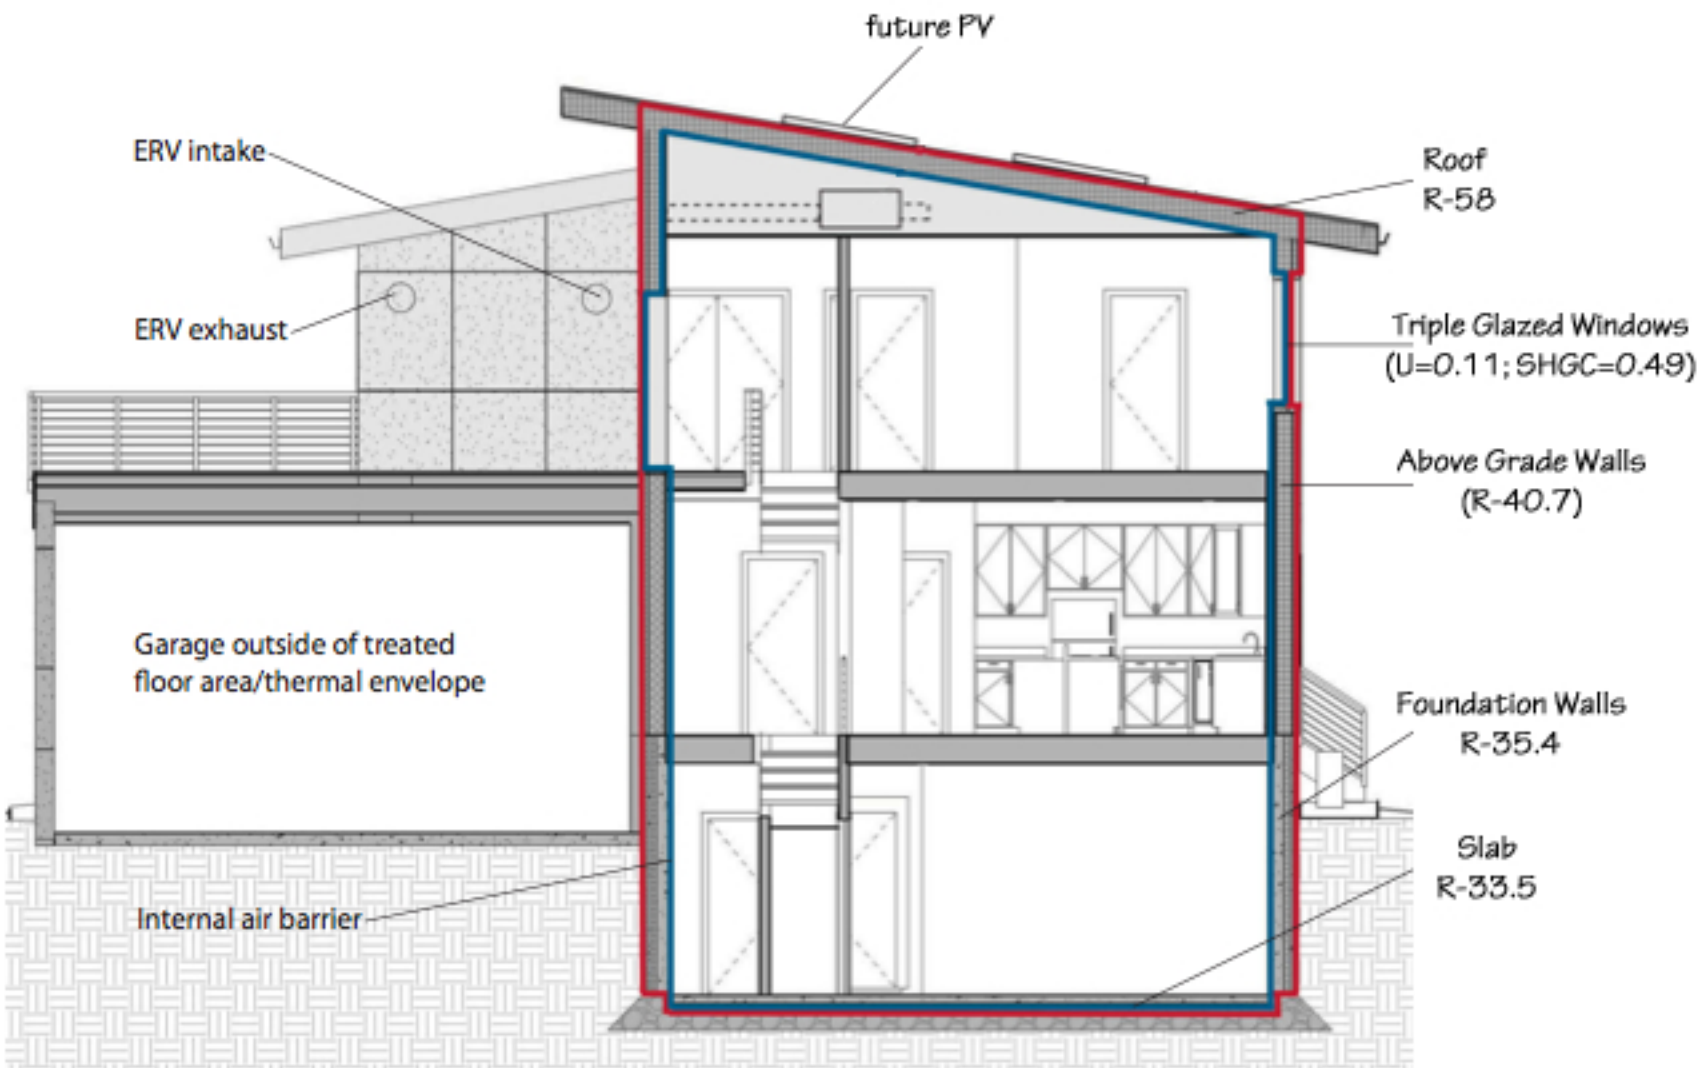 future PV
ERV intake
Roof
R-58
ERV exhaust
Triple Glazed Windows
(U=0.11; SHGC=0.49)
Above Grade Walls
(R-40.7)
Garage outside of treated
floor area/thermal envelope
Foundation Walls
R-35.4
Slab
R-33.5
Internal air barrier